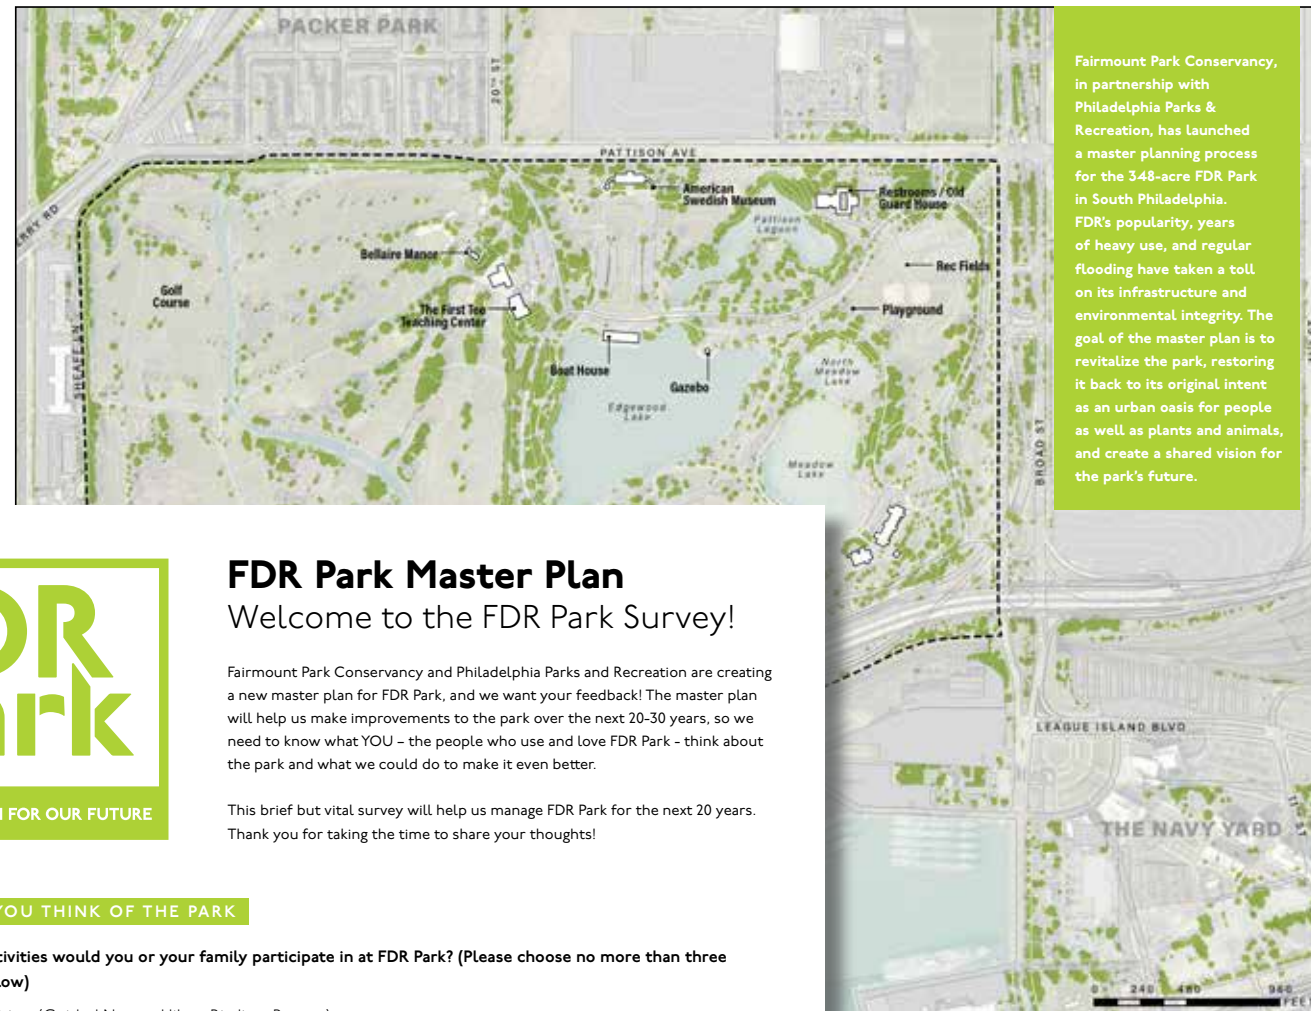 PACKER PARK
20TH ST
PATTISON AVE
American
Swedish Museum
Restrooms / Old
Guard House
Pattison
Lagoon
Bellaire Manor
Rec Fields
Golf
Course
The First Tee
Teaching Center
Playground
SHEAFF LN
Boat House
Gazebo
North
Meadow
Lake
Edgewood
Lake
Meadow
Lake
BROAD ST
LEAGUE ISLAND BLVD
THE NAVY YARD
0 240 480 960
FEET
Fairmount Park Conservancy,
in partnership with
Philadelphia Parks &
Recreation, has launched
a master planning process
for the 348-acre FDR Park
in South Philadelphia.
FDR's popularity, years
of heavy use, and regular
flooding have taken a toll
on its infrastructure and
environmental integrity. The
goal of the master plan is to
revitalize the park, restoring
it back to its original intent
as an urban oasis for people
as well as plants and animals,
and create a shared vision for
the park's future.
DR
ark
FOR OUR FUTURE
FDR Park Master Plan
Welcome to the FDR Park Survey!
Fairmount Park Conservancy and Philadelphia Parks and Recreation are creating
a new master plan for FDR Park, and we want your feedback! The master plan
will help us make improvements to the park over the next 20-30 years, so we
need to know what YOU – the people who use and love FDR Park - think about
the park and what we could do to make it even better.
This brief but vital survey will help us manage FDR Park for the next 20 years.
Thank you for taking the time to share your thoughts!
YOU THINK OF THE PARK
tivities would you or your family participate in at FDR Park? (Please choose no more than three
low)